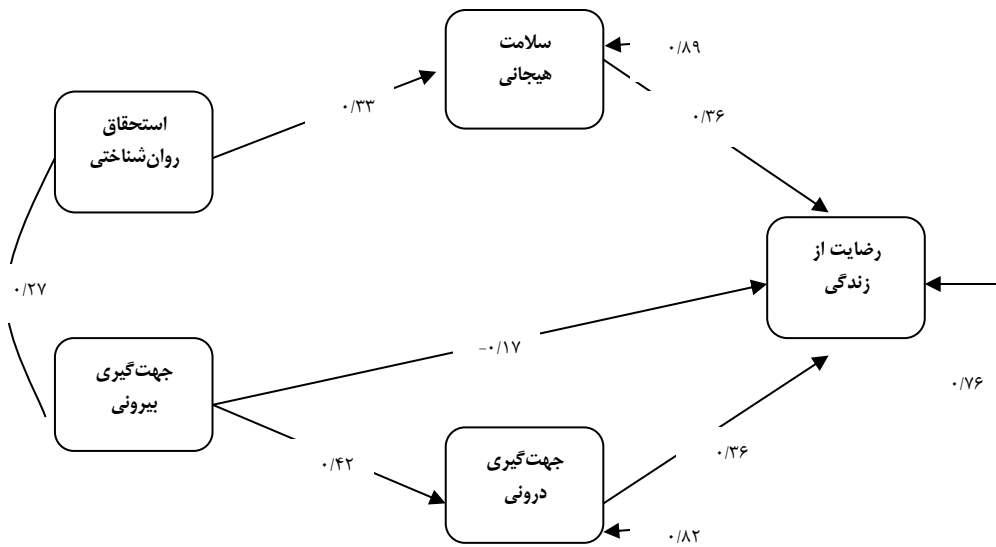 سلامت
هیجانی
۰/۸۹
۰/۳۳
۰/۳۶
استحقاق
روان‌شناختی
رضایت از
زندگی
۰/۲۷
-۰/۱۷
جهت‌گیری
بیرونی
۰/۷۶
۰/۴۲
جهت‌گیری
درونی
۰/۳۶
۰/۸۲